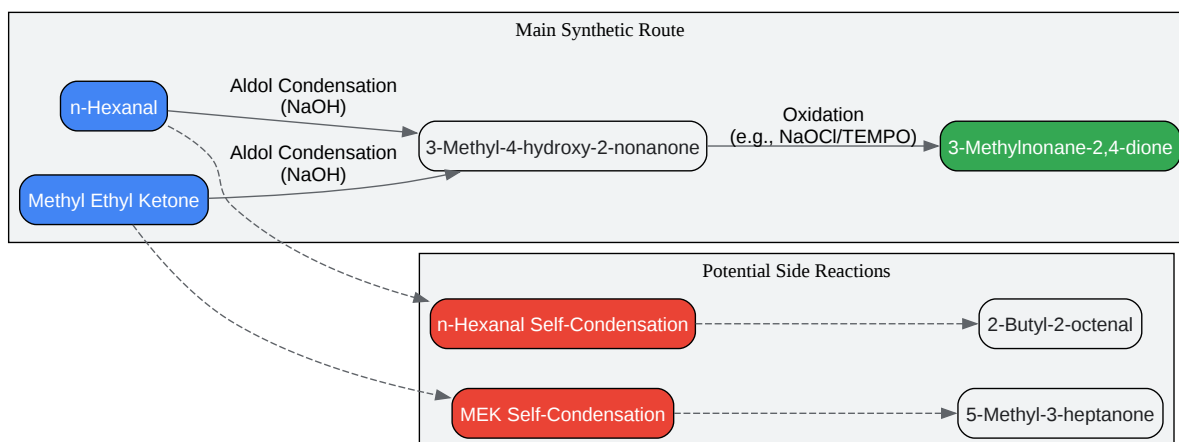 Main Synthetic Route
n-Hexanal
Aldol Condensation
(NaOH)
Methyl Ethyl Ketone
Aldol Condensation
(NaOH)
3-Methyl-4-hydroxy-2-nonanone
Oxidation
(e.g., NaOCl/TEMPO)
3-Methylnonane-2,4-dione
Potential Side Reactions
n-Hexanal Self-Condensation
2-Butyl-2-octenal
MEK Self-Condensation
5-Methyl-3-heptanone